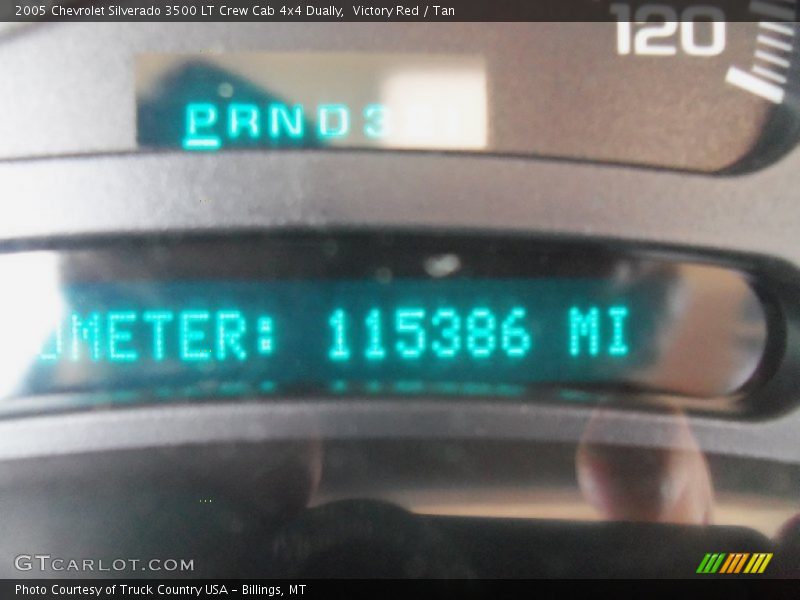 2005 Chevrolet Silverado 3500 LT Crew Cab 4x4 Dually, Victory Red / Tan
120
PRND3
OMETER: 115386 MI
GTCARLOT.COM
Photo Courtesy of Truck Country USA - Billings, MT